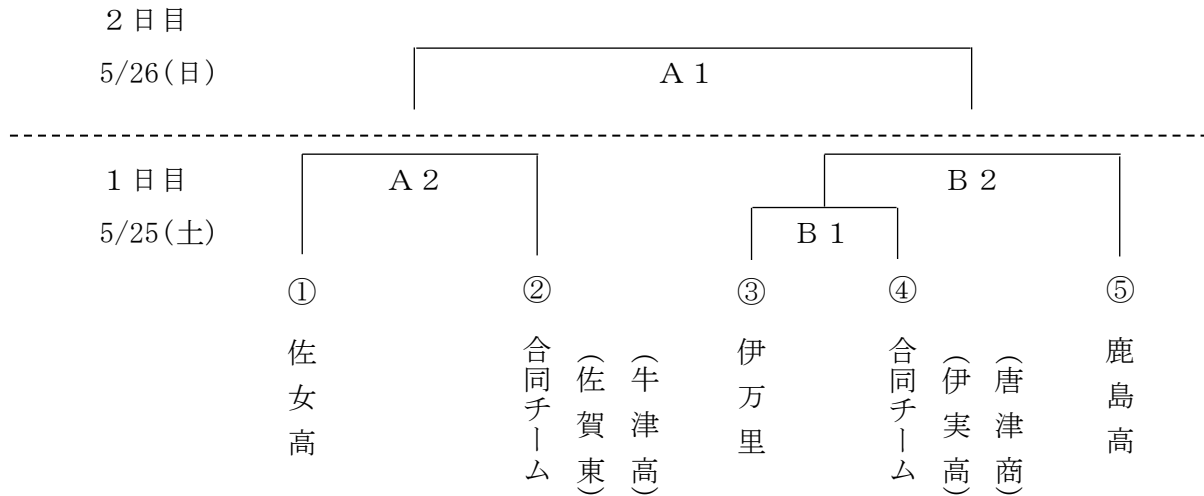 ２日目
5/26(日)
Ａ１
１日目
5/25(土)
Ａ２
Ｂ２
Ｂ１
①
②
③
④
⑤
佐女高
合同チーム
(佐賀東)
(牛津高)
伊万里
合同チーム
(伊実高)
(唐津商)
鹿島高